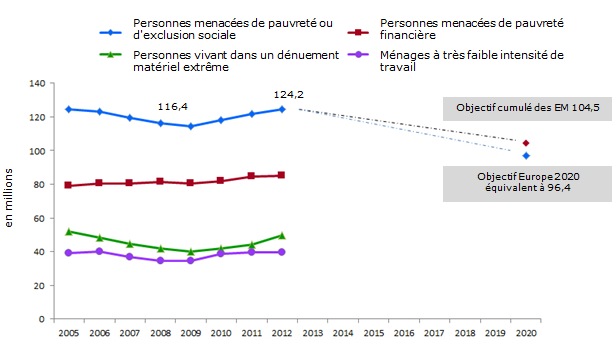 Personnes menacées de pauvreté ou
d'exclusion sociale
Personnes menacées de pauvreté
financière
Personnes vivant dans un dénuement
matériel extrême
Ménages à très faible intensité de
travail
en millions
140
120
100
80
60
40
20
0
116,4
124,2
Objectif cumulé des EM 104,5
Objectif Europe 2020
équivalent à 96,4
2005 2006 2007 2008 2009 2010 2011 2012 2013 2014 2015 2016 2017 2018 2019 2020